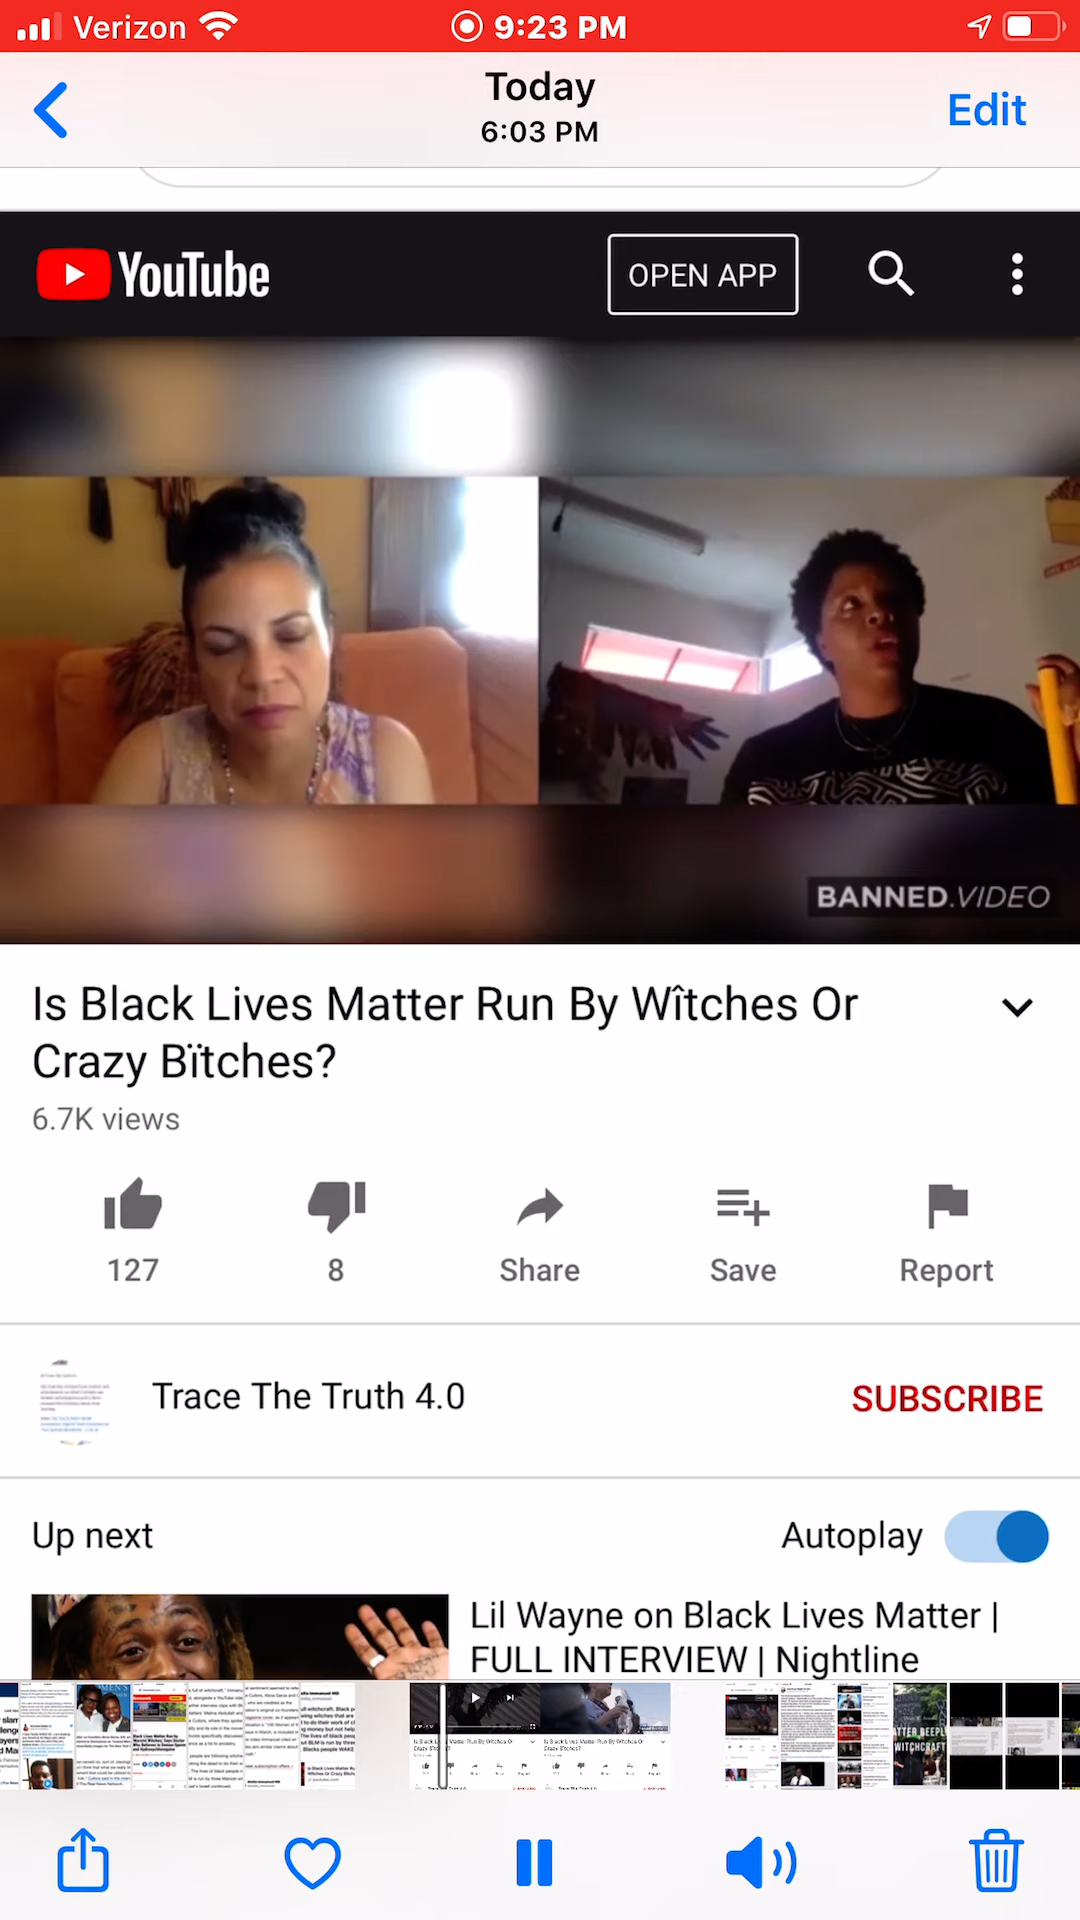 Verizon 9:23 PM
Today
6:03 PM
Edit
YouTube
OPEN APP
BANNED.VIDEO
Is Black Lives Matter Run By Wîtches Or
Crazy Bïtches?
6.7K views
127
8
Share
Save
Report
Trace The Truth 4.0
SUBSCRIBE
Up next
Autoplay
Lil Wayne on Black Lives Matter |
FULL INTERVIEW | Nightline